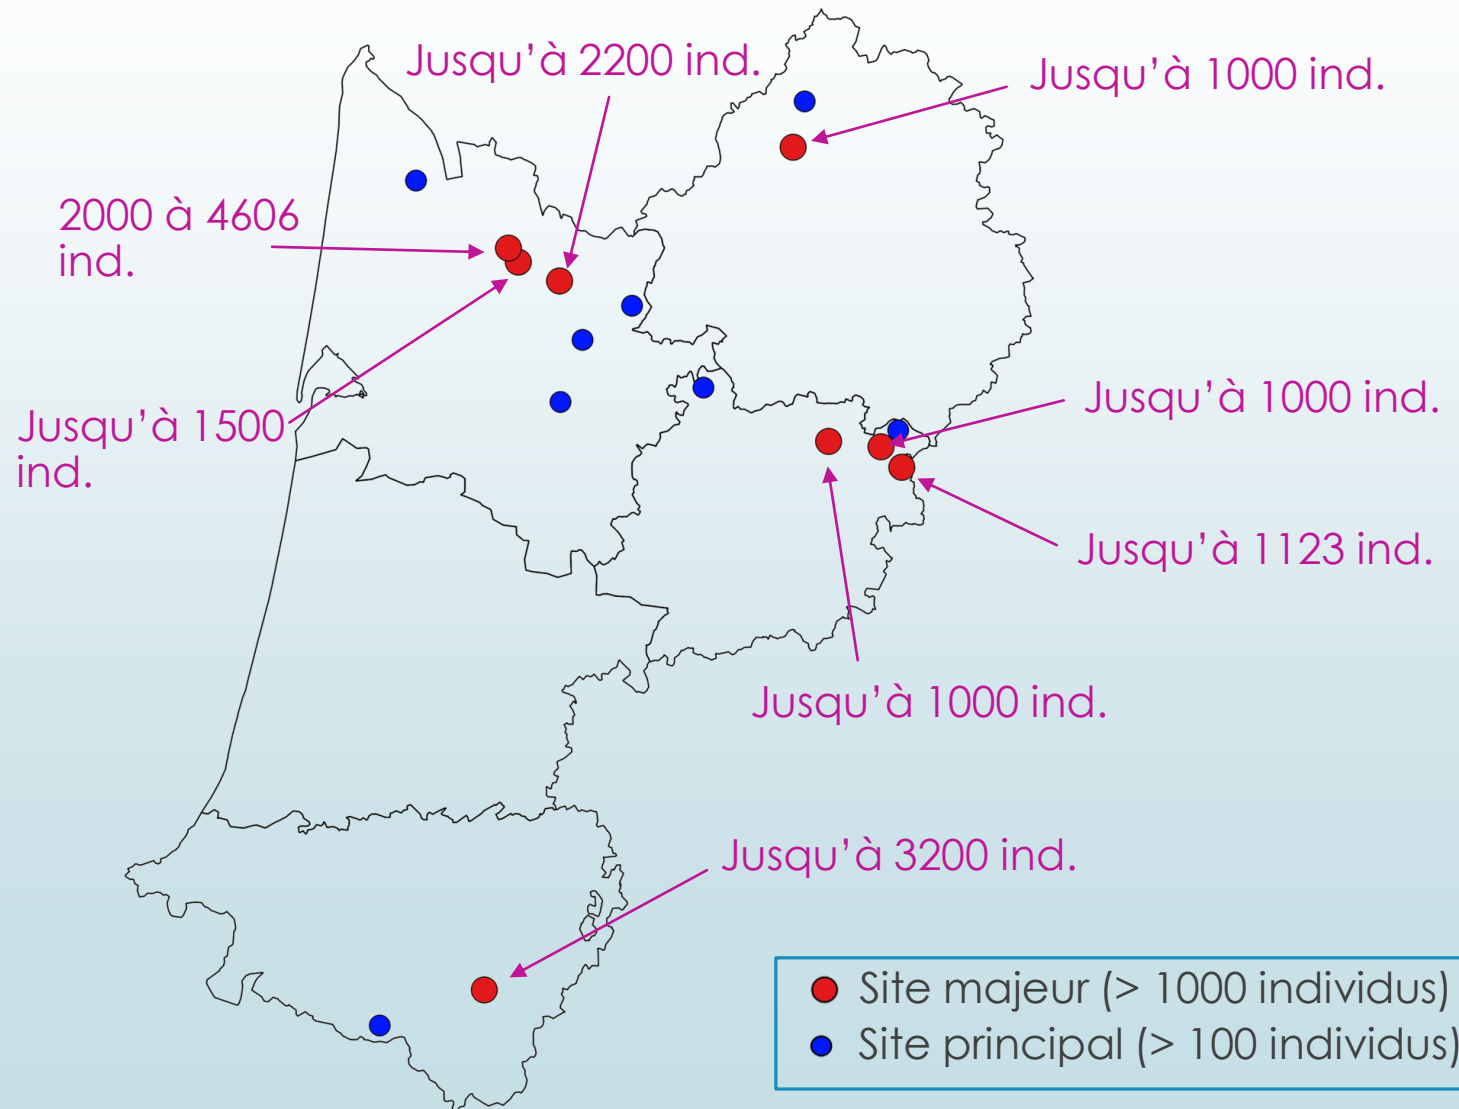 Jusqu'à 2200 ind.
Jusqu'à 1000 ind.
2000 à 4606
ind.
Jusqu'à 1500
ind.
Jusqu'à 1000 ind.
Jusqu'à 1123 ind.
Jusqu'à 1000 ind.
Jusqu'à 3200 ind.
Site majeur (> 1000 individus)
Site principal (> 100 individus)